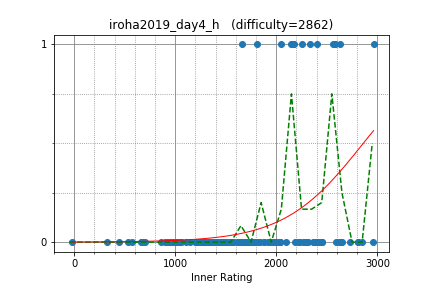 iroha2019_day4_h (difficulty=2862)
1
0
0 1000 2000 3000
Inner Rating